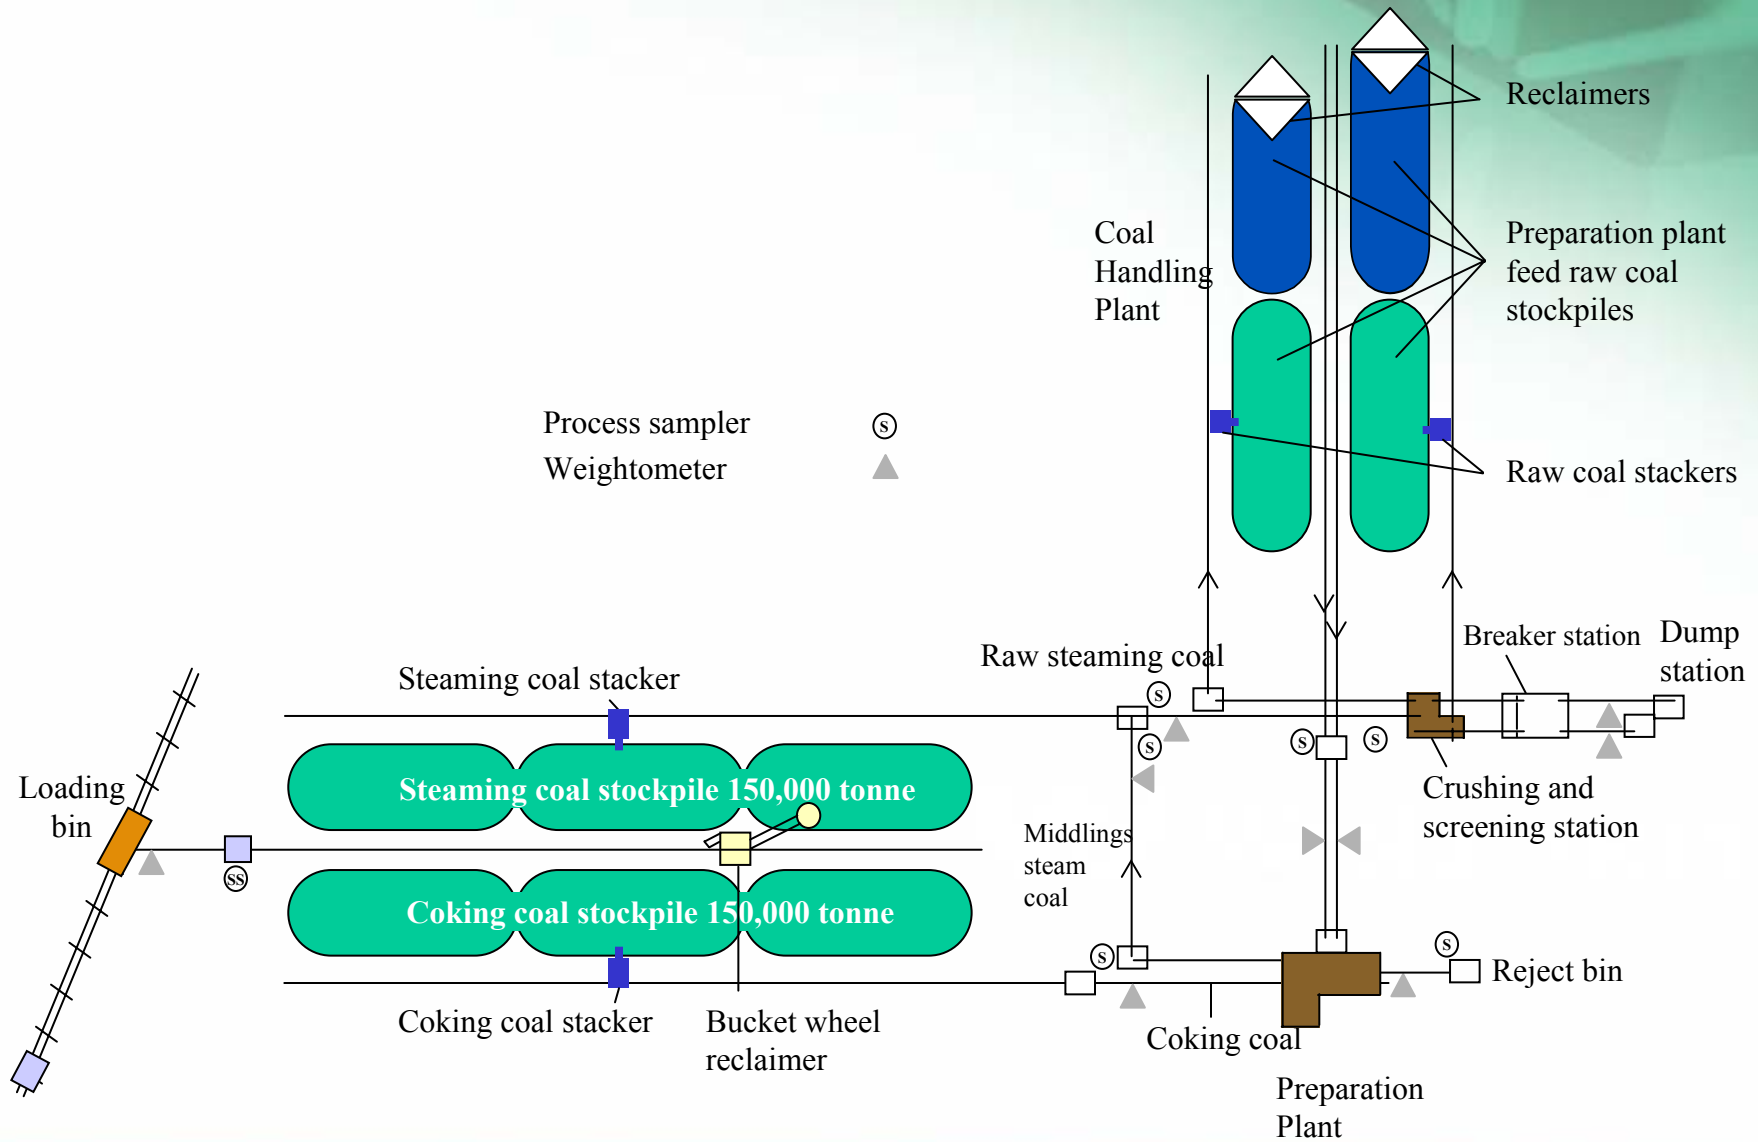 Reclaimers
Coal
Handling
Plant
Preparation plant
feed raw coal
stockpiles
Process sampler
S
Weightometer
Raw coal stackers
Breaker station
Dump
station
Raw steaming coal
Steaming coal stacker
S
S
S
S
Loading
bin
Steaming coal stockpile 150,000 tonne
Crushing and
screening station
Middlings
steam
coal
SS
Coking coal stockpile 150,000 tonne
S
S
Reject bin
Coking coal stacker
Bucket wheel
reclaimer
Coking coal
Preparation
Plant